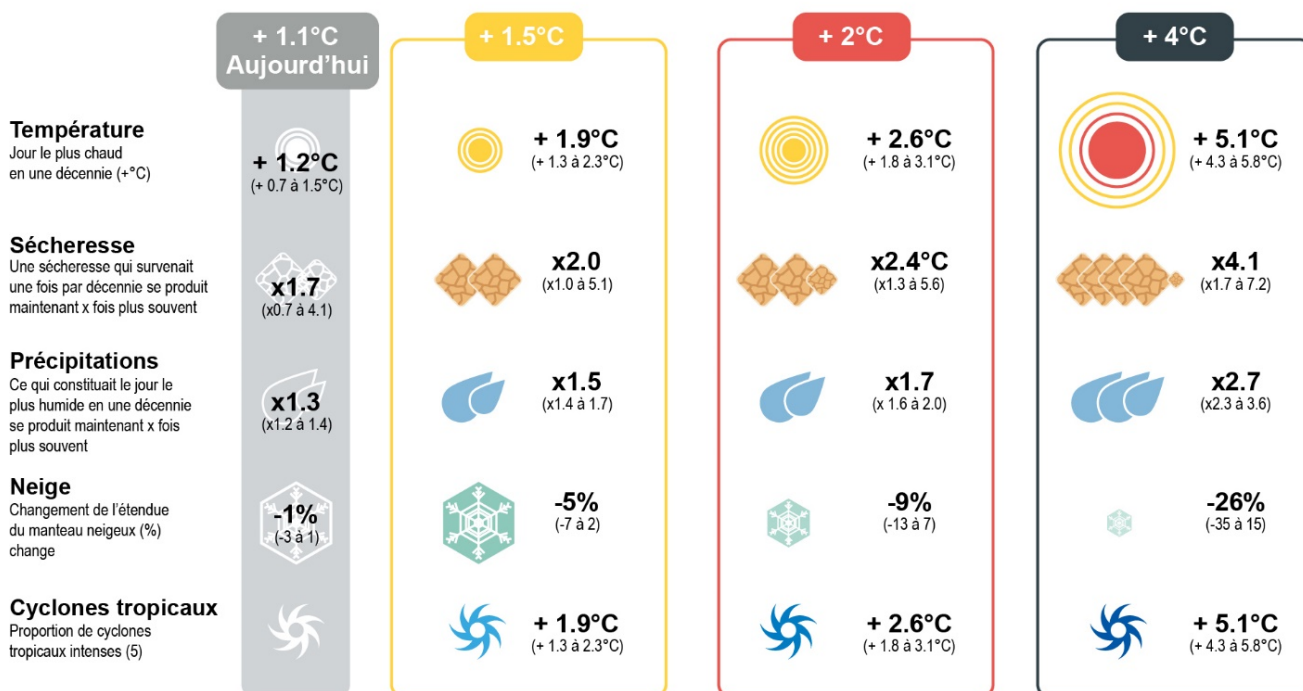 + 1.1°C
Aujourd'hui
+ 1.5°C
+ 2°C
+ 4°C
Température
Jour le plus chaud
en une décennie (+°C)
+ 1.2°C
(+ 0.7 à 1.5°C)
+ 1.9°C
(+ 1.3 à 2.3°C)
+ 2.6°C
(+ 1.8 à 3.1°C)
+ 5.1°C
(+ 4.3 à 5.8°C)
Sécheresse
Une sécheresse qui survenait
une fois par décennie se produit
maintenant x fois plus souvent
x1.7
(x0.7 à 4.1)
x2.0
(x1.0 à 5.1)
x2.4°C
(x1.3 à 5.6)
x4.1
(x1.7 à 7.2)
Précipitations
Ce qui constituait le jour le
plus humide en une décennie
se produit maintenant x fois
plus souvent
x1.3
(x1.2 à 1.4)
x1.5
(x1.4 à 1.7)
x1.7
(x 1.6 à 2.0)
x2.7
(x2.3 à 3.6)
Neige
Changement de l'étendue
du manteau neigeux (%)
change
-1%
(-3 à 1)
-5%
(-7 à 2)
-9%
(-13 à 7)
-26%
(-35 à 15)
Cyclones tropicaux
Proportion de cyclones
tropicaux intenses (5)
+ 1.9°C
(+ 1.3 à 2.3°C)
+ 2.6°C
(+ 1.8 à 3.1°C)
+ 5.1°C
(+ 4.3 à 5.8°C)